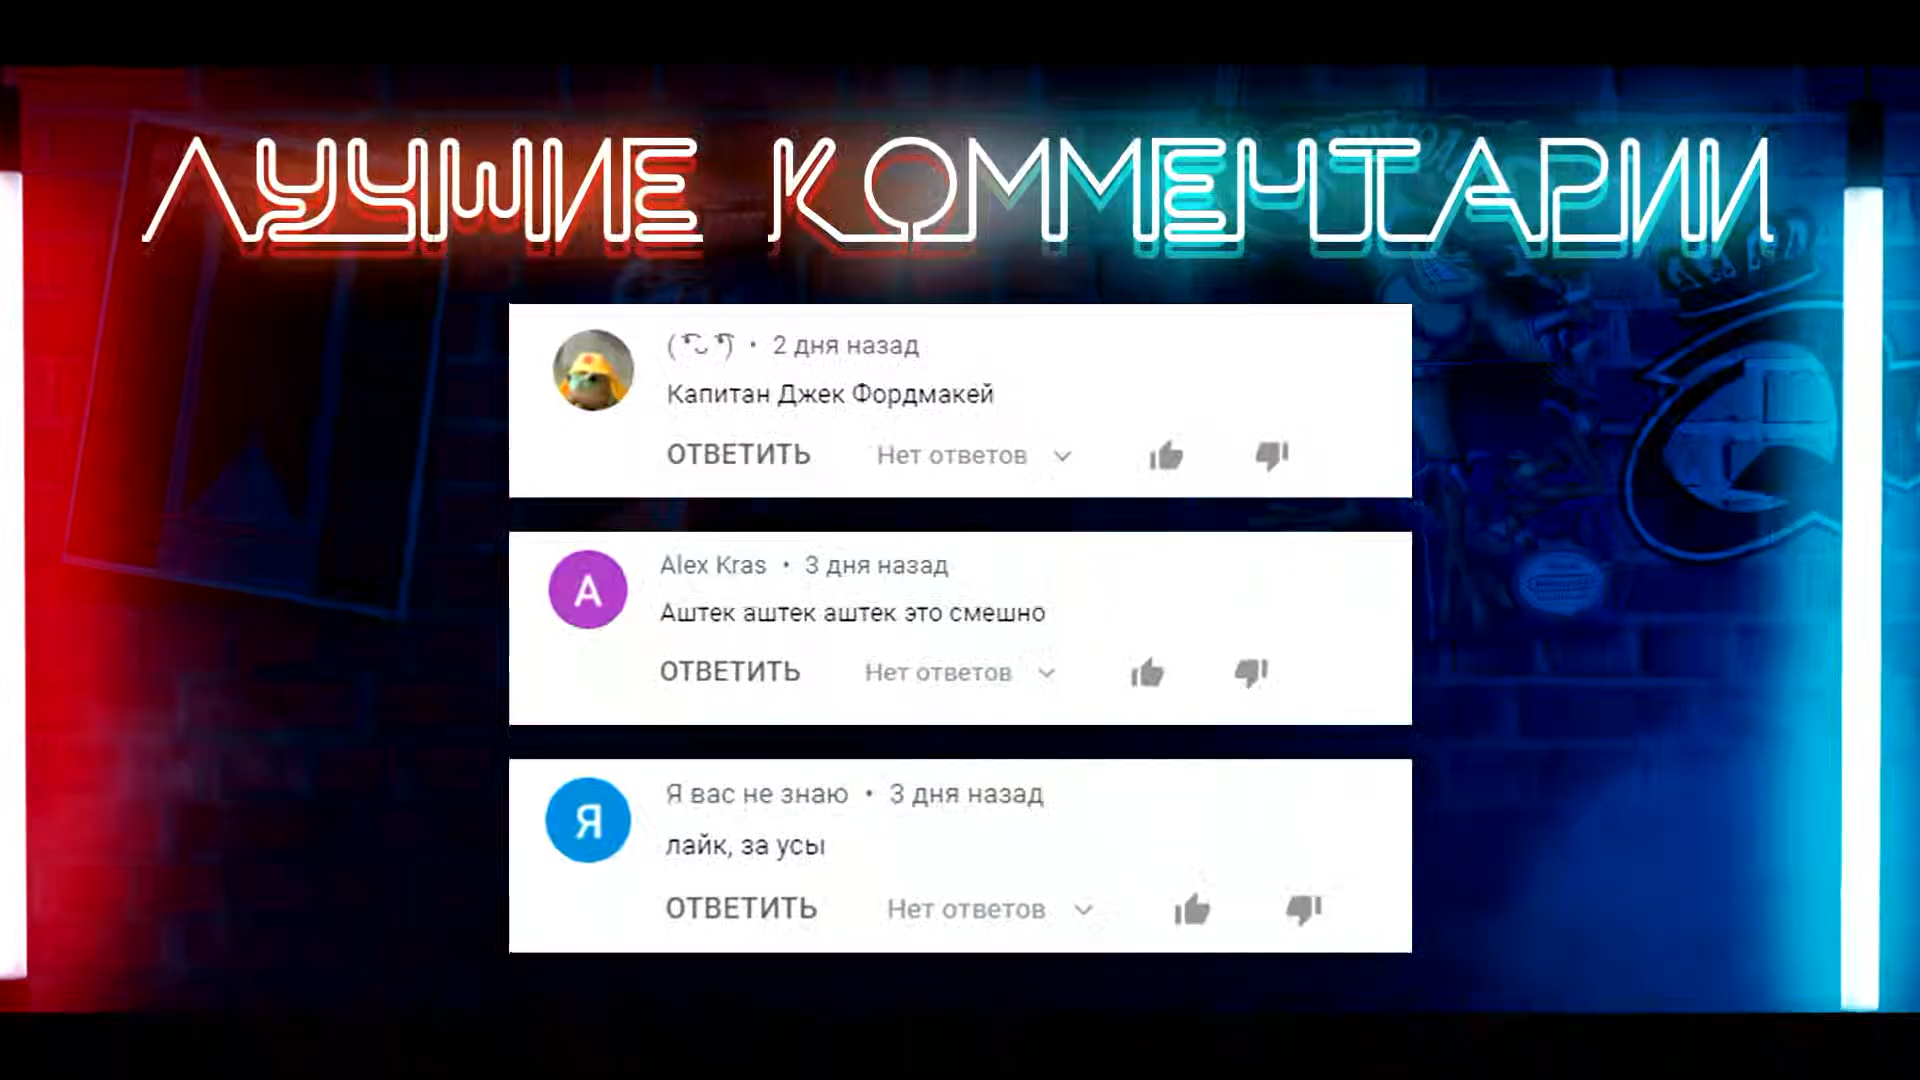 ЛУЧШИЕ КОММЕНТАРИИ
( ͡° ͜ʖ ͡°) • 2 дня назад
Капитан Джек Фордмакей
ОТВЕТИТЬ Нет ответов
A
Alex Kras • 3 дня назад
Аштек аштек аштек это смешно
ОТВЕТИТЬ Нет ответов
Я
Я вас не знаю • 3 дня назад
лайк, за усы
ОТВЕТИТЬ Нет ответов